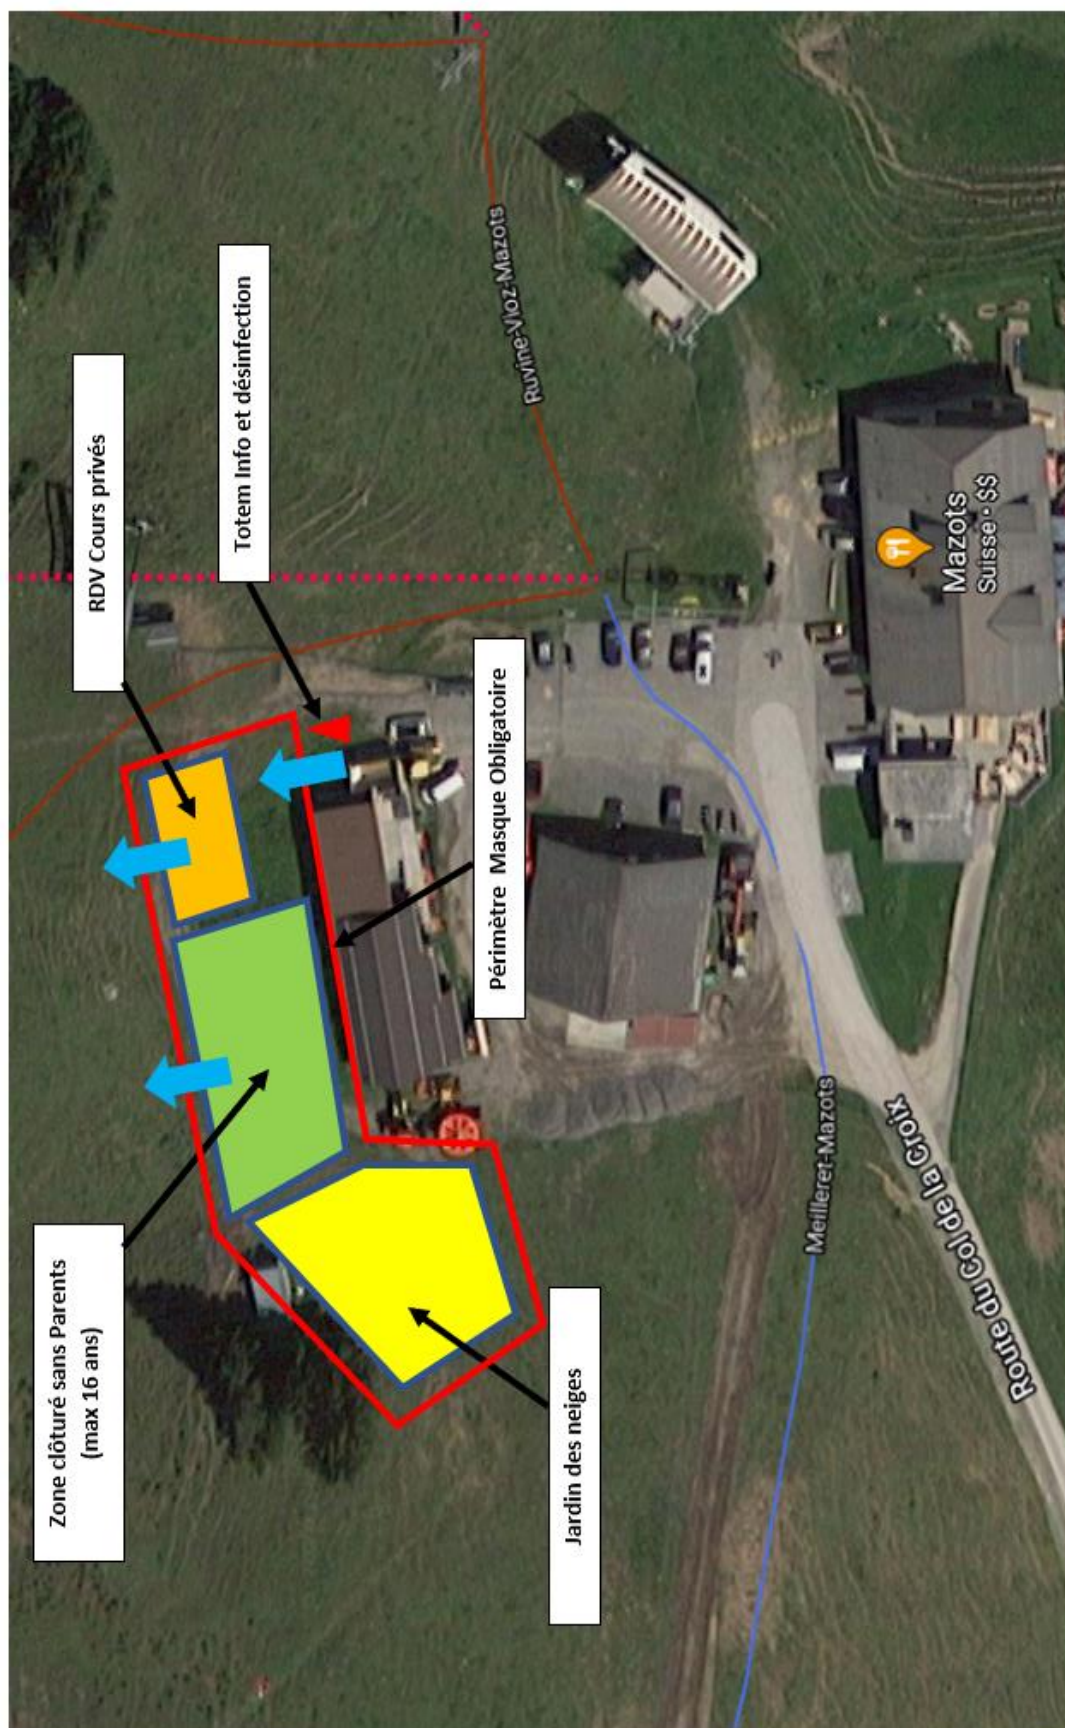 Zone clôturé sans Parents
(max 16 ans)
RDV Cours privés
Totem Info et désinfection
Périmètre Masque Obligatoire
Jardin des neiges
Ruvine-Vioz-Mazots
Meilleret-Mazots
Route du Col de la Croix
Mazots
Suisse • $$